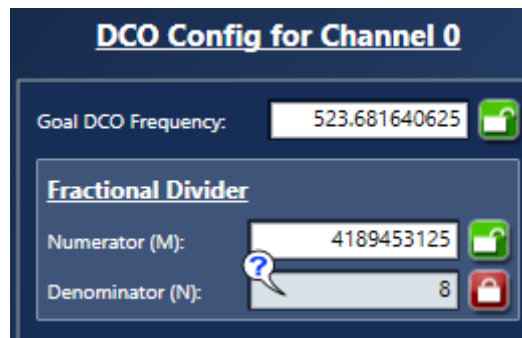 DCO Config for Channel 0
Goal DCO Frequency: 523.681640625
Fractional Divider
Numerator (M): 4189453125
?
Denominator (N): 8